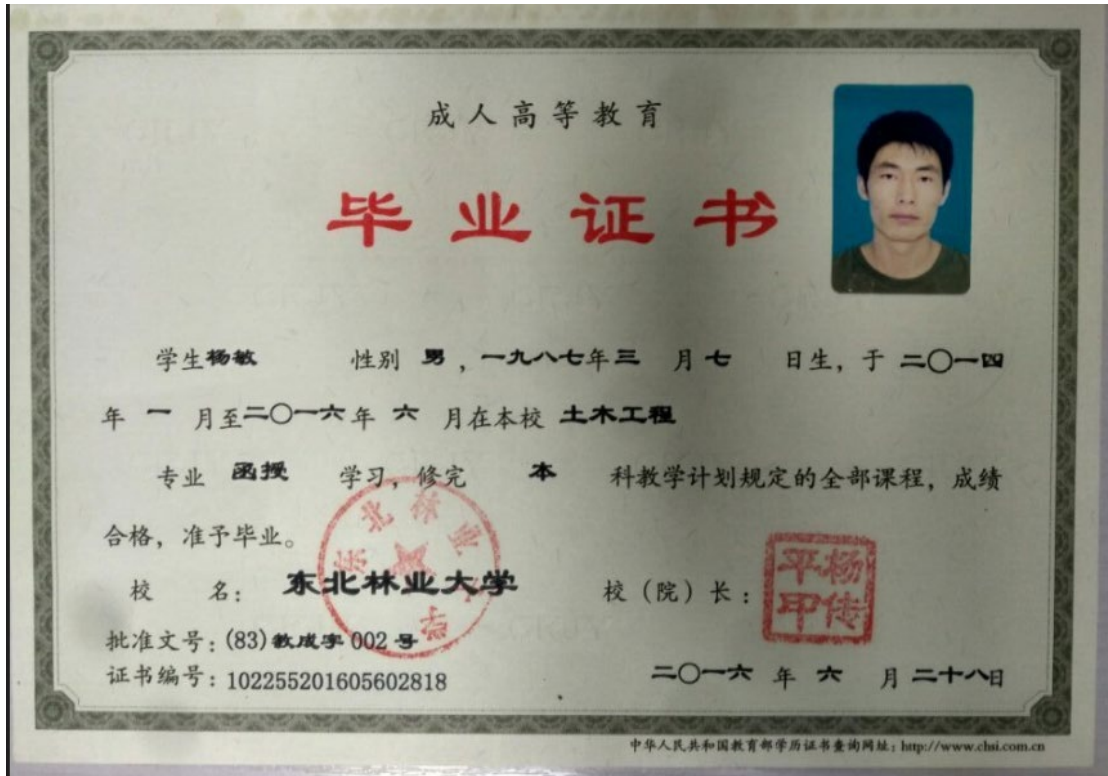 成人高等教育
毕业证书
学生杨敏 性别 男,一九八七年三 月七 日生,于 二〇一四
年 一 月至二〇一六年 六 月在本校 土木工程
专业 函授 学习,修完 本 科教学计划规定的全部课程,成绩
合格,准予毕业。
校 名: 东北林业大学 校(院)长:
东北林业大学
杨传平
批准文号:(83)教成字 002 号
证书编号:102255201605602818
二〇一六 年 六 月 二十八日
中华人民共和国教育部学历证书查询网址:http://www.chsi.com.cn